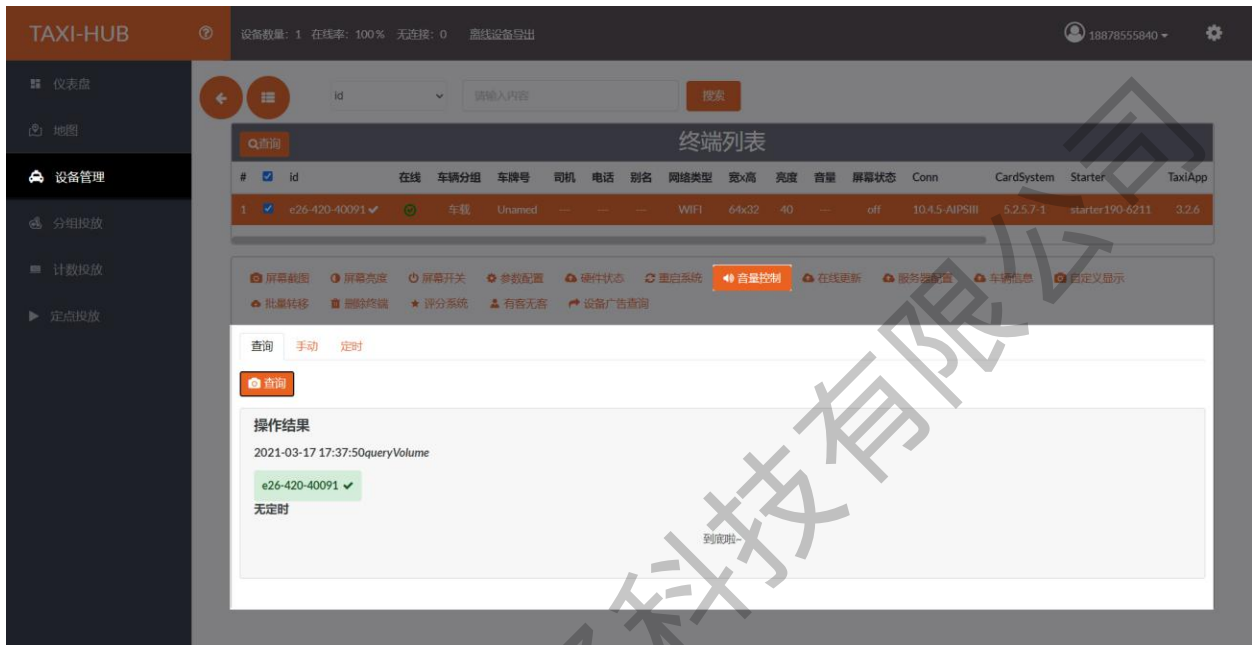 TAXI-HUB
设备数量: 1 在线率: 100% 无连接: 0 离线设备导出
18878555840
仪表盘
地图
设备管理
分组投放
计数投放
定点投放
id 请输入内容 搜索
查询 终端列表
# id 在线 车辆分组 车牌号 司机 电话 别名 网络类型 宽x高 亮度 音量 屏幕状态 Conn CardSystem Starter TaxiApp
1 e26-420-40091 车载 Unamed --- --- --- WIFI 64x32 40 --- off 10.4.5-AIPSIII 5.2.5.7-1 starter190-6211 3.2.6
屏幕截图 屏幕亮度 屏幕开关 参数配置 硬件状态 重启系统 音量控制 在线更新 服务器配置 车辆信息 自定义显示
批量转移 删除终端 评分系统 有客无客 设备广告查询
查询 手动 定时
查询
操作结果
2021-03-17 17:37:50queryVolume
e26-420-40091
无定时
到底啦~
科技有限公司